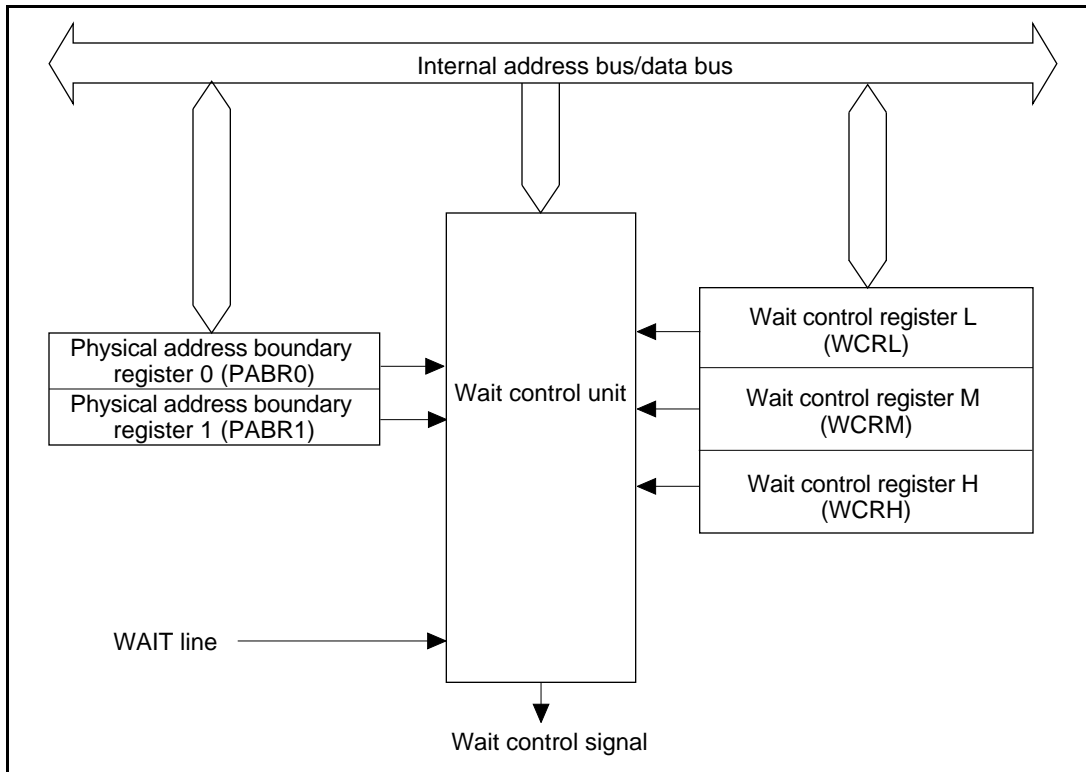 Internal address bus/data bus
Physical address boundary
register 0 (PABR0)
Physical address boundary
register 1 (PABR1)
Wait control unit
Wait control register L
(WCRL)
Wait control register M
(WCRM)
Wait control register H
(WCRH)
WAIT line
Wait control signal